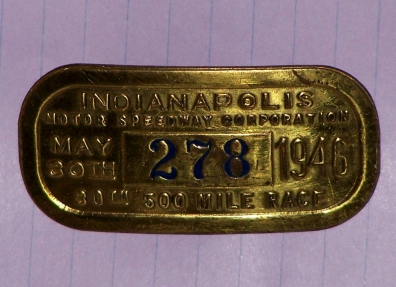 INDIANAPOLIS
MOTOR SPEEDWAY CORPORATION
MAY 30TH 278 1946
30TH 500 MILE RACE